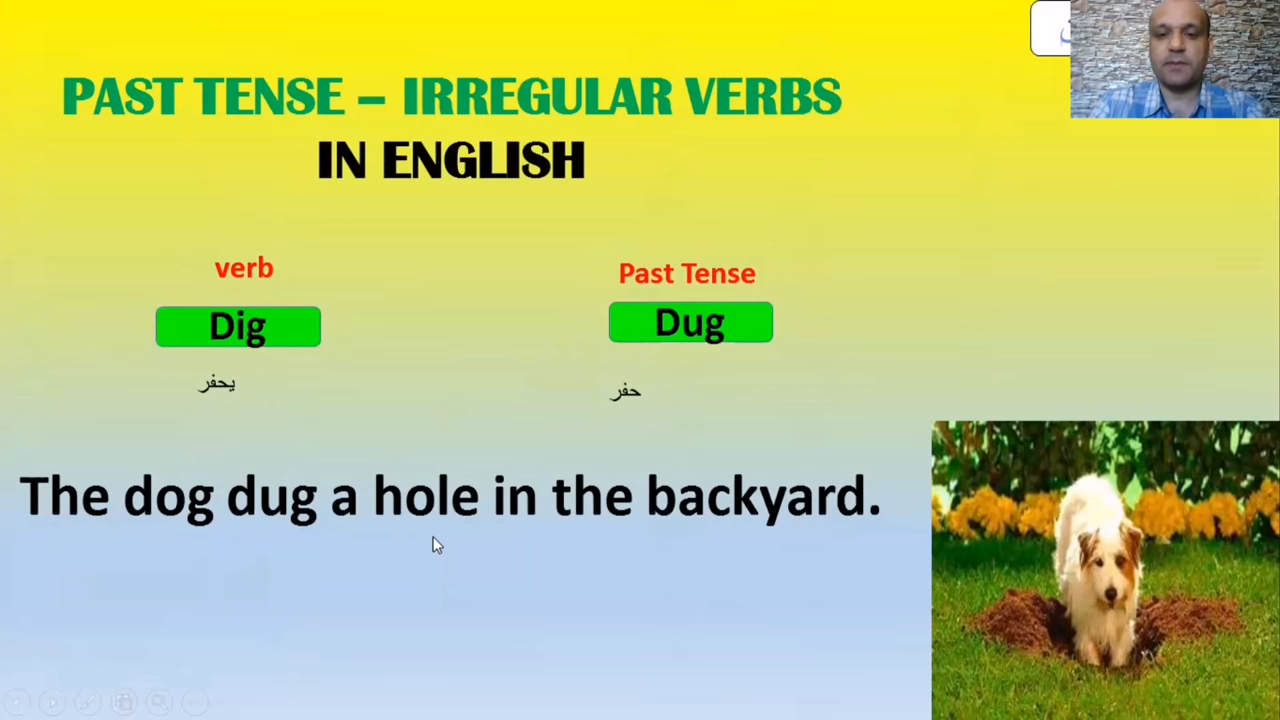 PAST TENSE – IRREGULAR VERBS
IN ENGLISH
verb
Past Tense
Dig
Dug
يحفر
حفر
The dog dug a hole in the backyard.